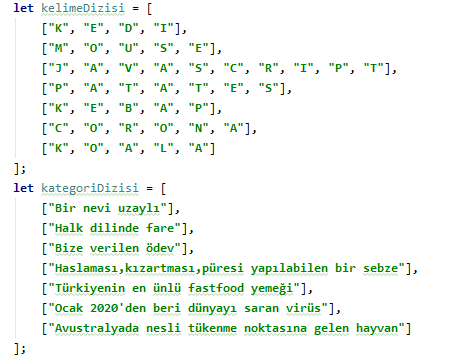 let kelimeDizisi = [
["K", "E", "D", "I"],
["M", "O", "U", "S", "E"],
["J", "A", "V", "A", "S", "C", "R", "I", "P", "T"],
["P", "A", "T", "A", "T", "E", "S"],
["K", "E", "B", "A", "P"],
["C", "O", "R", "O", "N", "A"],
["K", "O", "A", "L", "A"]
];
let kategoriDizisi = [
["Bir nevi uzaylı"],
["Halk dilinde fare"],
["Bize verilen ödev"],
["Haslaması,kızartması,püresi yapılabilen bir sebze"],
["Türkiyenin en ünlü fastfood yemeği"],
["Ocak 2020'den beri dünyayı saran virüs"],
["Avustralyada nesli tükenme noktasına gelen hayvan"]
];